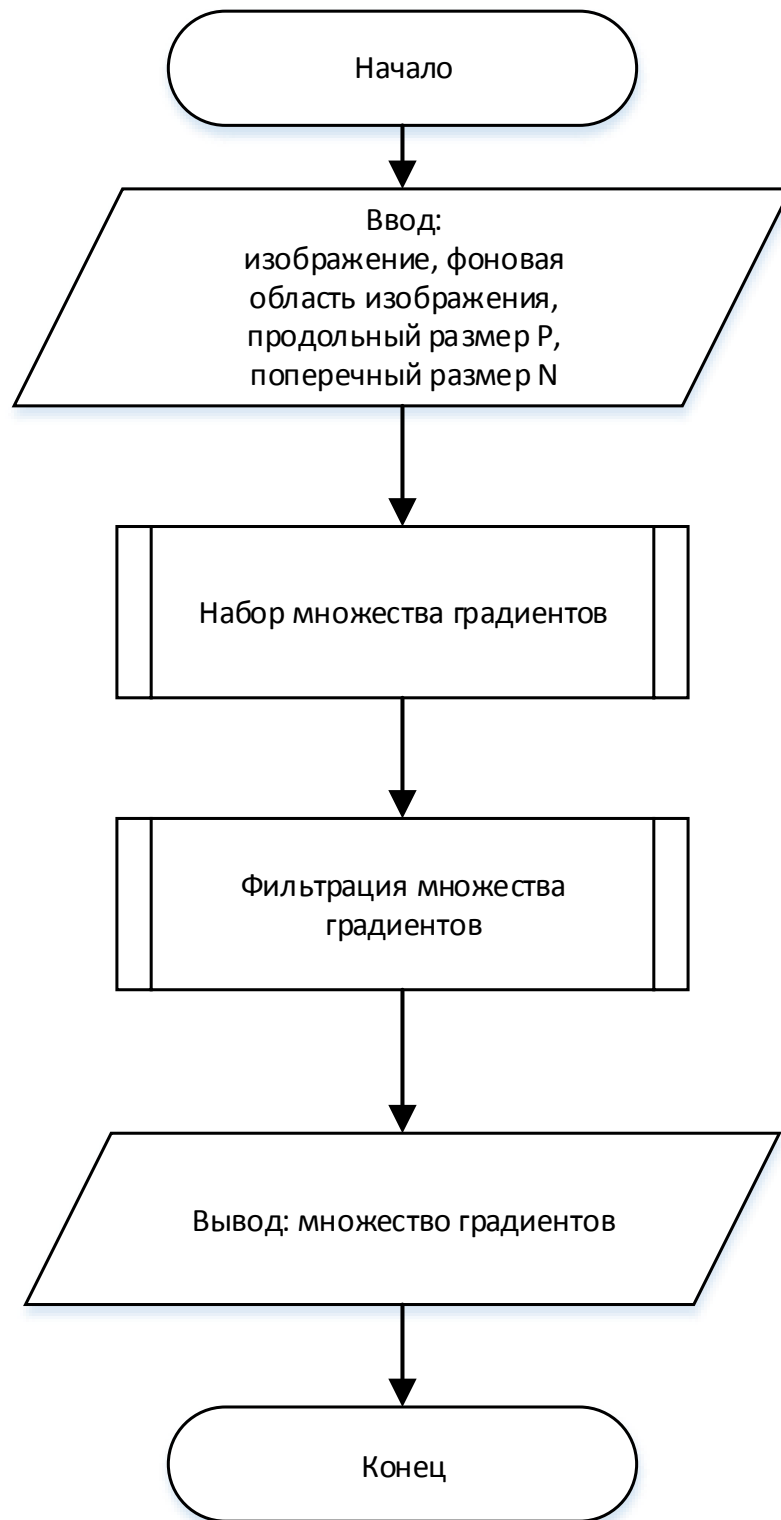 Начало
Ввод:
изображение, фоновая
область изображения,
продольный размер P,
поперечный размер N
Набор множества градиентов
Фильтрация множества
градиентов
Вывод: множество градиентов
Конец